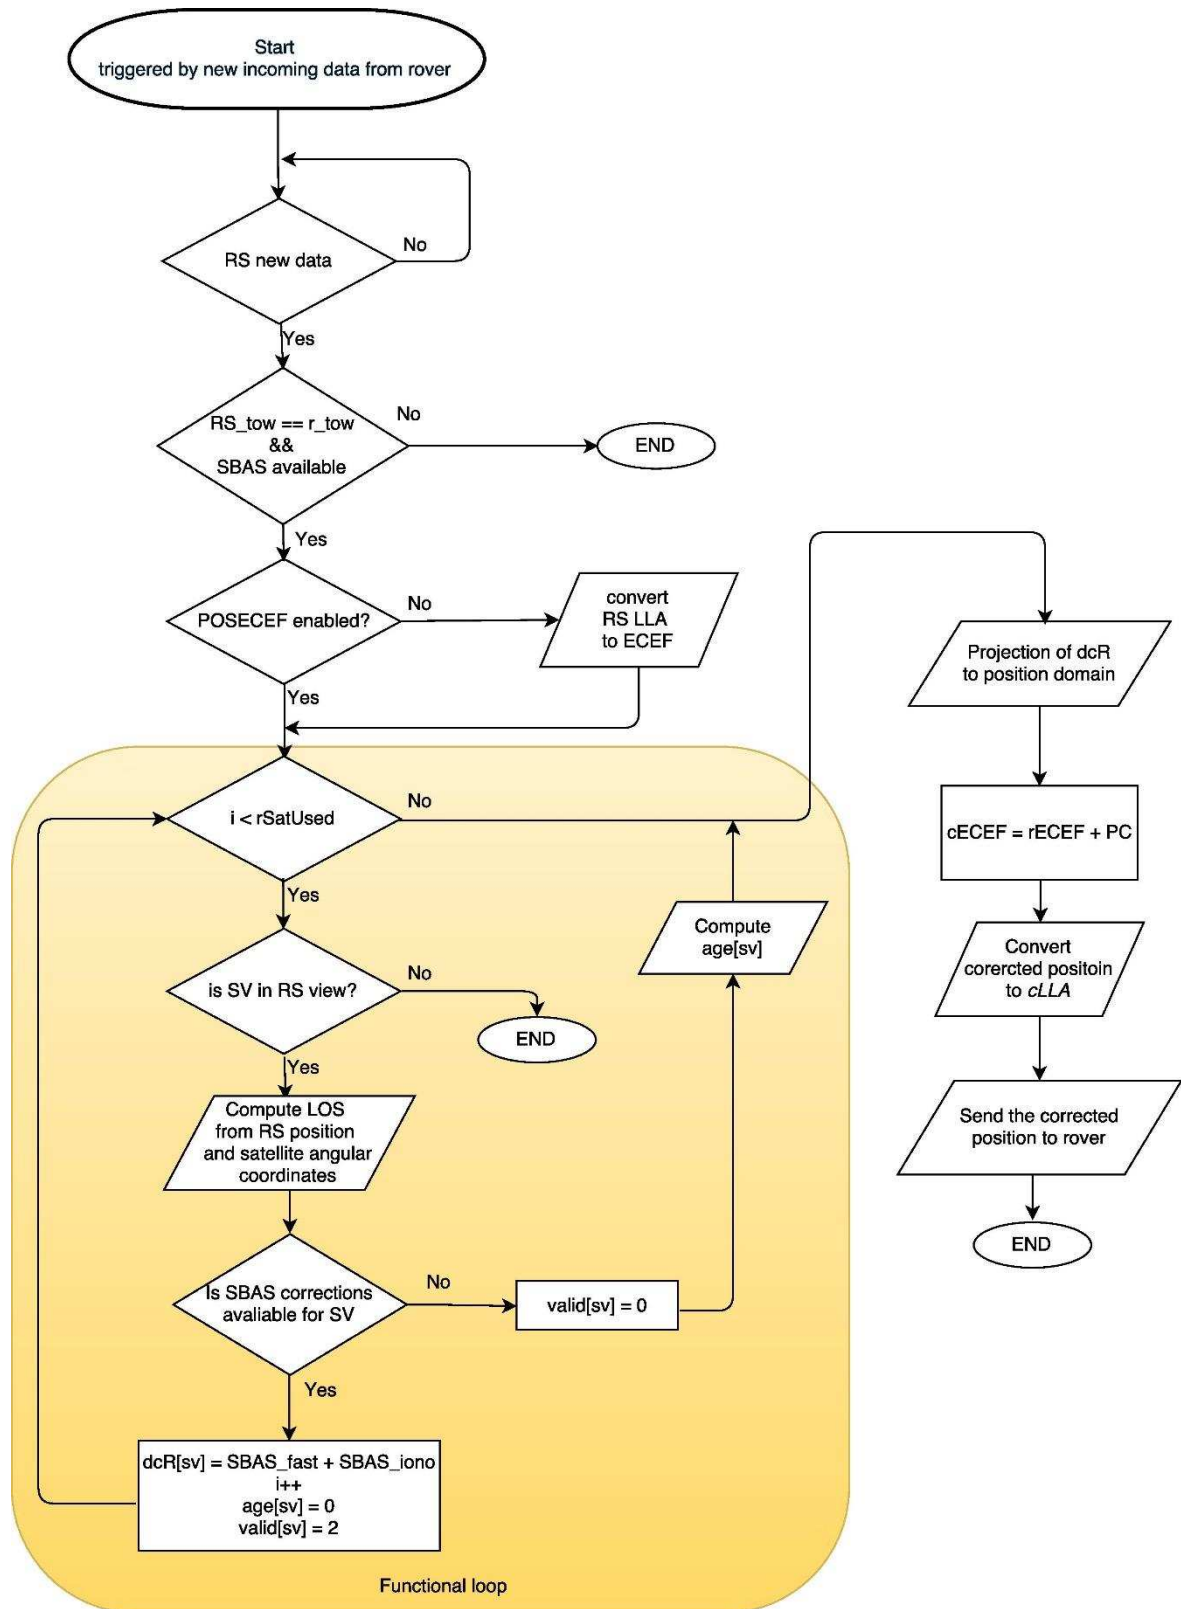 Start
triggered by new incoming data from rover
RS new data
No
Yes
RS_tow == r_tow
&&
SBAS available
No
END
Yes
POSECEF enabled?
No
convert
RS LLA
to ECEF
Yes
i < rSatUsed
No
Yes
is SV in RS view?
No
END
Yes
Compute LOS
from RS position
and satellite angular
coordinates
Is SBAS corrections
avaliable for SV
No
valid[sv] = 0
Compute
age[sv]
Yes
dcR[sv] = SBAS_fast + SBAS_iono
i++
age[sv] = 0
valid[sv] = 2
Functional loop
Projection of dcR
to position domain
cECEF = rECEF + PC
Convert
corercted positoin
to cLLA
Send the corrected
position to rover
END